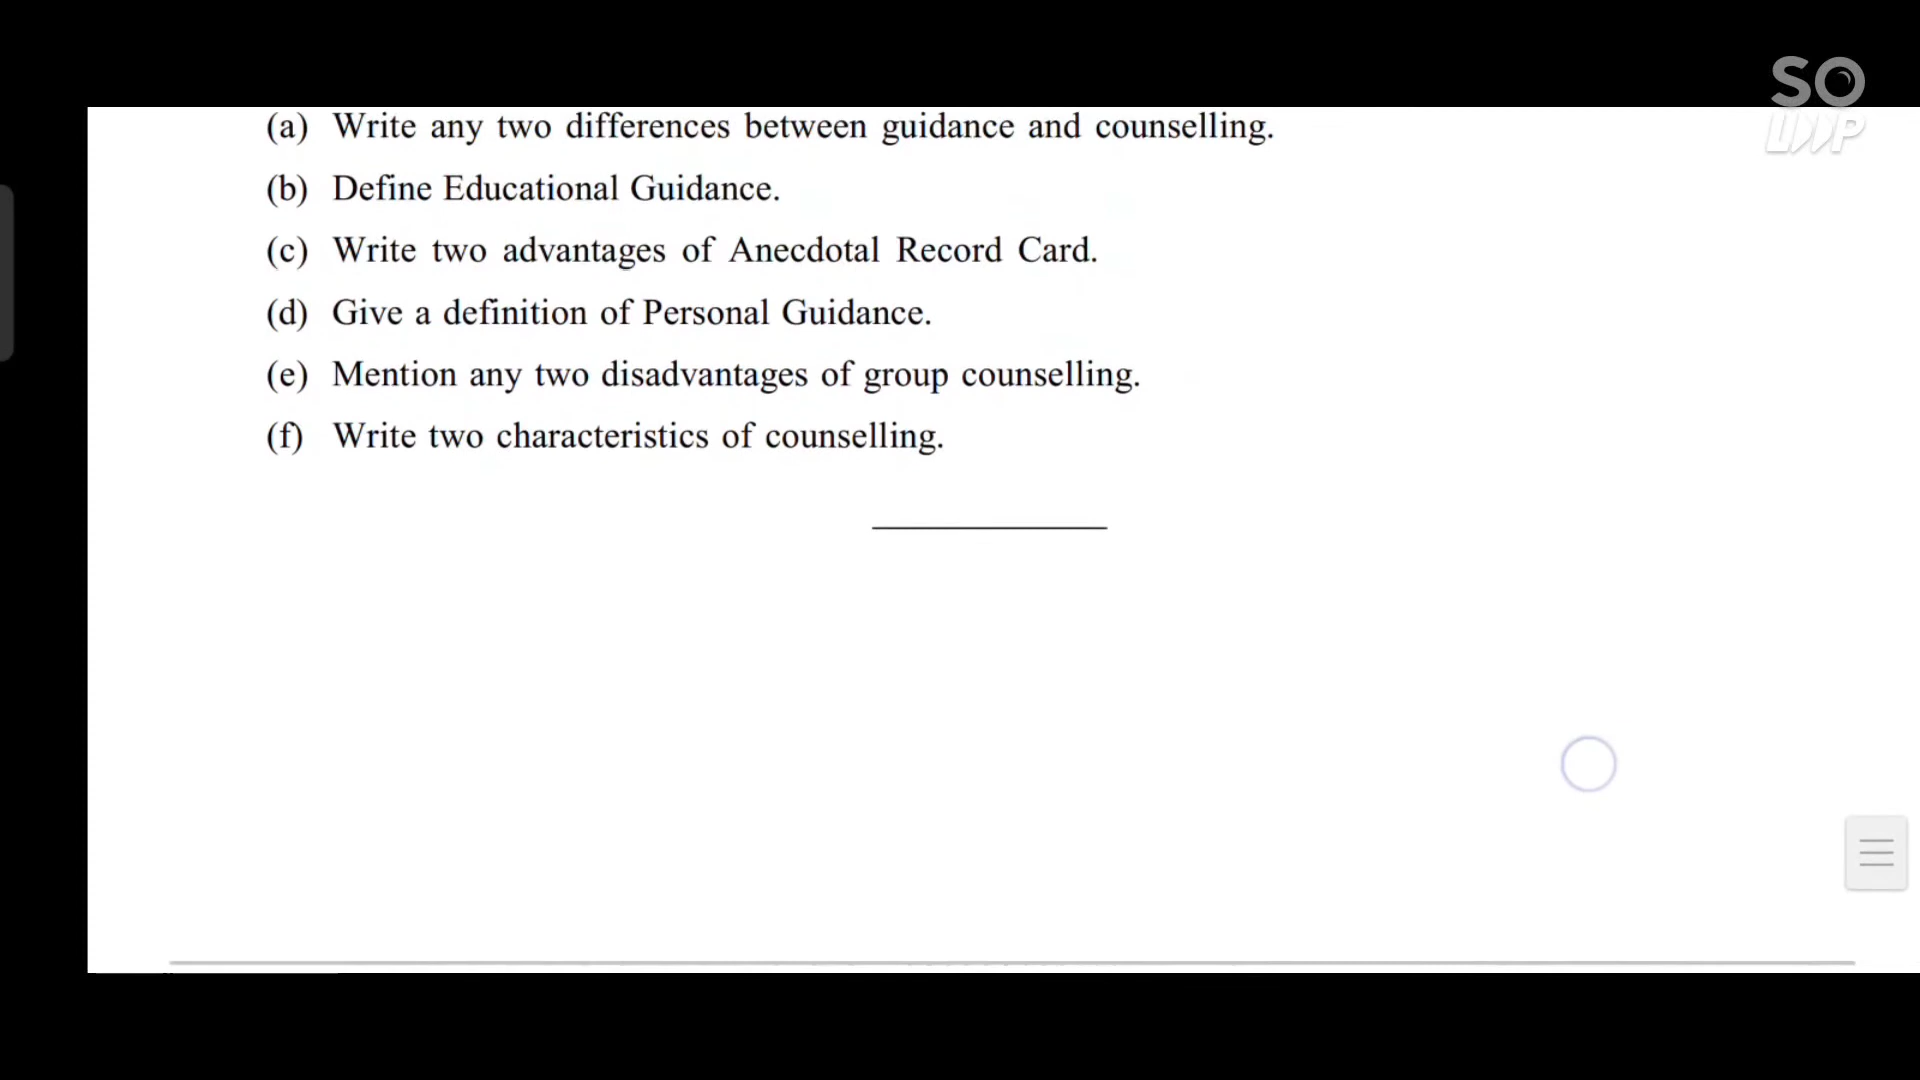 SO
LIDP
(a) Write any two differences between guidance and counselling.
(b) Define Educational Guidance.
(c) Write two advantages of Anecdotal Record Card.
(d) Give a definition of Personal Guidance.
(e) Mention any two disadvantages of group counselling.
(f) Write two characteristics of counselling.